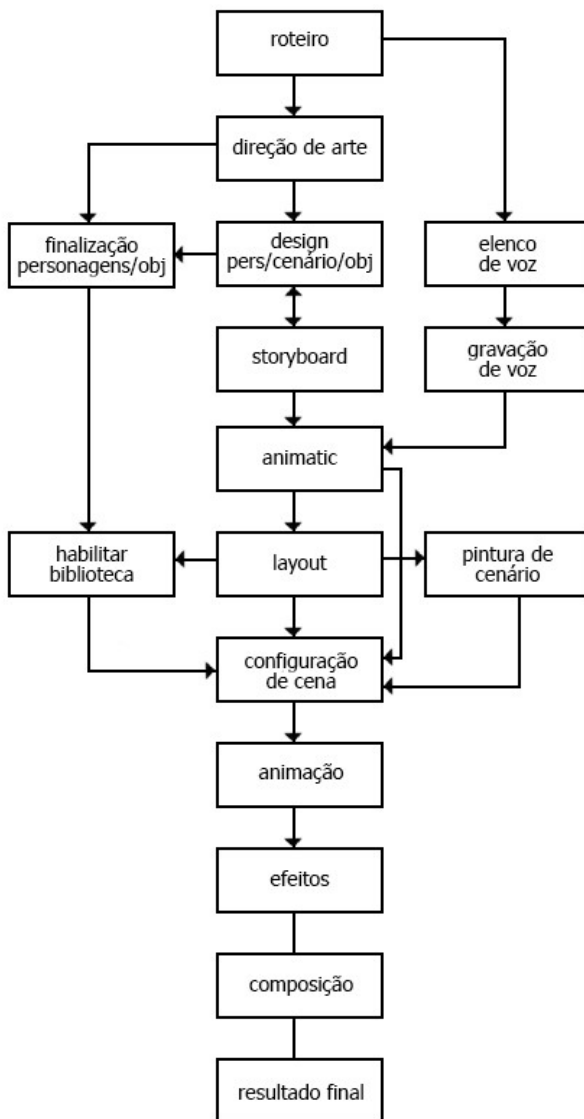 roteiro
direção de arte
finalização
personagens/obj
design
pers/cenário/obj
elenco
de voz
storyboard
gravação
de voz
animatic
habilitar
biblioteca
layout
pintura de
cenário
configuração
de cena
animação
efeitos
composição
resultado final